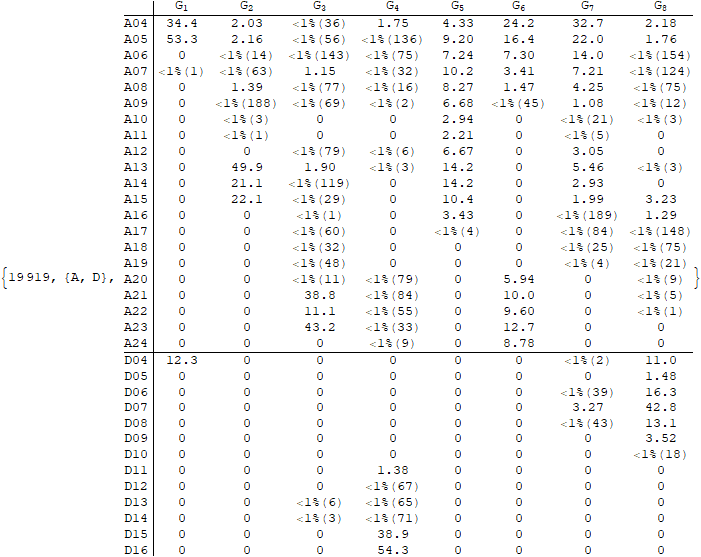 G1 G2 G3 G4 G5 G6 G7 G8
A04 34.4 2.03 <1%(36) 1.75 4.33 24.2 32.7 2.18
A05 53.3 2.16 <1%(56) <1%(136) 9.20 16.4 22.0 1.76
A06 0 <1%(14) <1%(143) <1%(75) 7.24 7.30 14.0 <1%(154)
A07 <1%(1) <1%(63) 1.15 <1%(32) 10.2 3.41 7.21 <1%(124)
A08 0 1.39 <1%(77) <1%(16) 8.27 1.47 4.25 <1%(75)
A09 0 <1%(188) <1%(69) <1%(2) 6.68 <1%(45) 1.08 <1%(12)
A10 0 <1%(3) 0 0 2.94 0 <1%(21) <1%(3)
A11 0 <1%(1) 0 0 2.21 0 <1%(5) 0
A12 0 0 <1%(79) <1%(6) 6.67 0 3.05 0
A13 0 49.9 1.90 <1%(3) 14.2 0 5.46 <1%(3)
A14 0 21.1 <1%(119) 0 14.2 0 2.93 0
A15 0 22.1 <1%(29) 0 10.4 0 1.99 3.23
A16 0 0 <1%(1) 0 3.43 0 <1%(189) 1.29
A17 0 0 <1%(60) 0 <1%(4) 0 <1%(84) <1%(148)
A18 0 0 <1%(32) 0 0 0 <1%(25) <1%(75)
A19 0 0 <1%(48) 0 0 0 <1%(4) <1%(21)
{19919, {A, D}, A20 0 0 <1%(11) <1%(79) 0 5.94 0 <1%(9) }
A21 0 0 38.8 <1%(84) 0 10.0 0 <1%(5)
A22 0 0 11.1 <1%(55) 0 9.60 0 <1%(1)
A23 0 0 43.2 <1%(33) 0 12.7 0 0
A24 0 0 0 <1%(9) 0 8.78 0 0
D04 12.3 0 0 0 0 0 <1%(2) 11.0
D05 0 0 0 0 0 0 0 1.48
D06 0 0 0 0 0 0 <1%(39) 16.3
D07 0 0 0 0 0 0 3.27 42.8
D08 0 0 0 0 0 0 <1%(43) 13.1
D09 0 0 0 0 0 0 0 3.52
D10 0 0 0 0 0 0 0 <1%(18)
D11 0 0 0 1.38 0 0 0 0
D12 0 0 0 <1%(67) 0 0 0 0
D13 0 0 <1%(6) <1%(65) 0 0 0 0
D14 0 0 <1%(3) <1%(71) 0 0 0 0
D15 0 0 0 38.9 0 0 0 0
D16 0 0 0 54.3 0 0 0 0